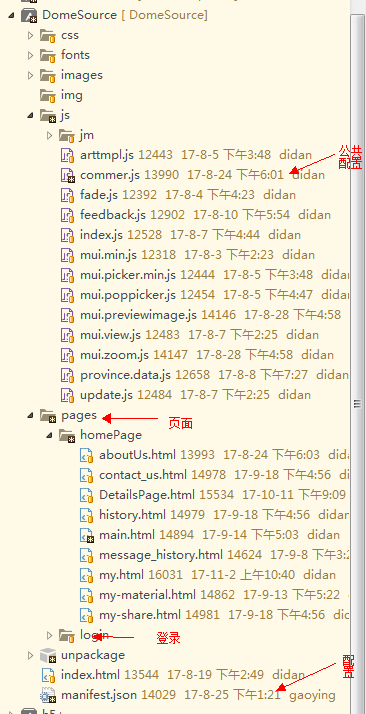 DomeSource [ DomeSource]
css
fonts
images
img
js
jm
arttmpl.js 12443 17-8-5 下午3:48 didan
commer.js 13990 17-8-24 下午6:01 didan
公共
配置
fade.js 12392 17-8-4 下午4:23 didan
feedback.js 12902 17-8-10 下午5:54 didan
index.js 12528 17-8-7 下午4:44 didan
mui.min.js 12318 17-8-3 下午2:23 didan
mui.picker.min.js 12444 17-8-5 下午3:48
mui.poppicker.js 12454 17-8-5 下午4:47
mui.previewimage.js 14146 17-8-28 下午4:58
mui.view.js 12483 17-8-7 下午2:25 didan
mui.zoom.js 14147 17-8-28 下午4:58 didan
province.data.js 12658 17-8-8 下午7:27 didan
update.js 12484 17-8-7 下午2:25 didan
pages
页面
homePage
aboutUs.html 13993 17-8-24 下午6:03 didan
contact_us.html 14978 17-9-18 下午4:56
DetailsPage.html 15534 17-10-11 下午9:09
history.html 14979 17-9-18 下午4:56 didan
main.html 14894 17-9-14 下午5:03 didan
message_history.html 14624 17-9-8 下午3:2
my.html 16031 17-11-2 上午10:40 didan
my-material.html 14862 17-9-13 下午5:22
my-share.html 14981 17-9-18 下午4:56
login
登录
unpackage
index.html 13544 17-8-19 下午2:49 didan
配
置
manifest.json 14029 17-8-25 下午1:21 gaoying